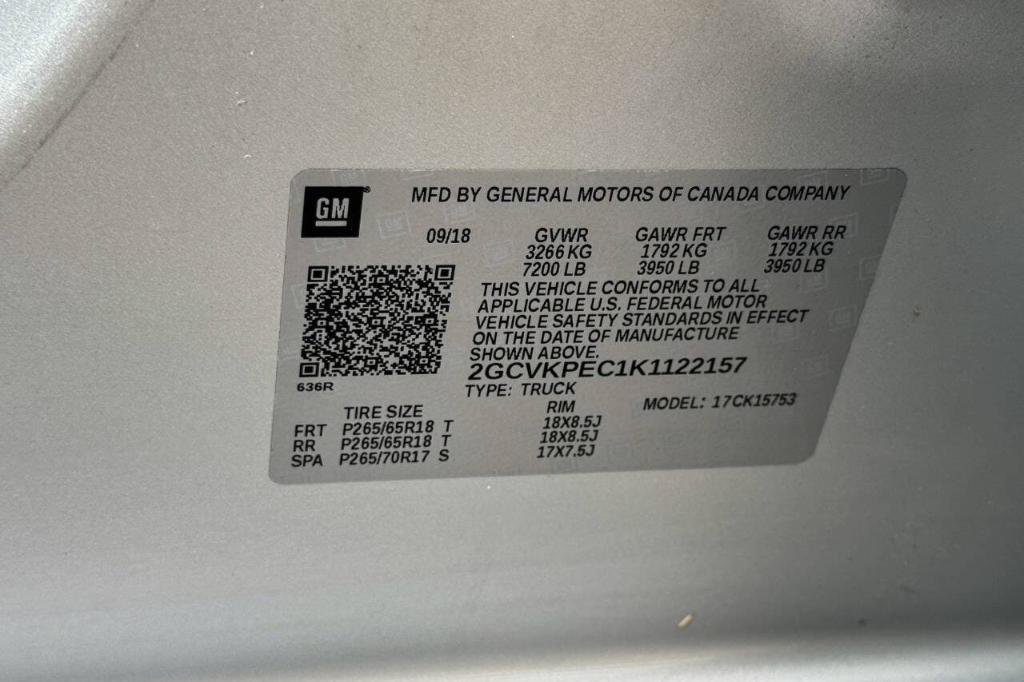 GM
MFD BY GENERAL MOTORS OF CANADA COMPANY
09/18 GVWR GAWR FRT GAWR RR
3266 KG 1792 KG 1792 KG
7200 LB 3950 LB 3950 LB
THIS VEHICLE CONFORMS TO ALL
APPLICABLE U.S. FEDERAL MOTOR
VEHICLE SAFETY STANDARDS IN EFFECT
ON THE DATE OF MANUFACTURE
SHOWN ABOVE.
2GCVKPEC1K1122157
636R TYPE: TRUCK
TIRE SIZE RIM MODEL: 17CK15753
FRT P265/65R18 T 18X8.5J
RR P265/65R18 T 18X8.5J
SPA P265/70R17 S 17X7.5J